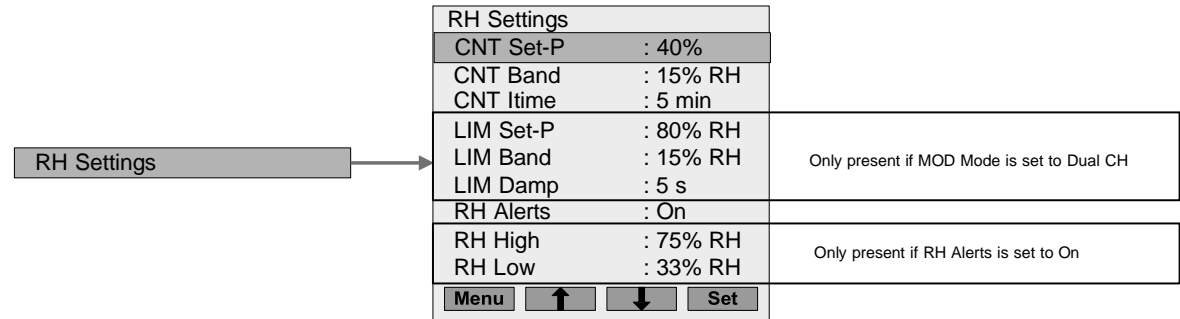 RH Settings
RH Settings
CNT Set-P : 40%
CNT Band : 15% RH
CNT Itime : 5 min
LIM Set-P : 80% RH
LIM Band : 15% RH
LIM Damp : 5 s
Only present if MOD Mode is set to Dual CH
RH Alerts : On
RH High : 75% RH
RH Low : 33% RH
Only present if RH Alerts is set to On
Menu ↑ ↓ Set